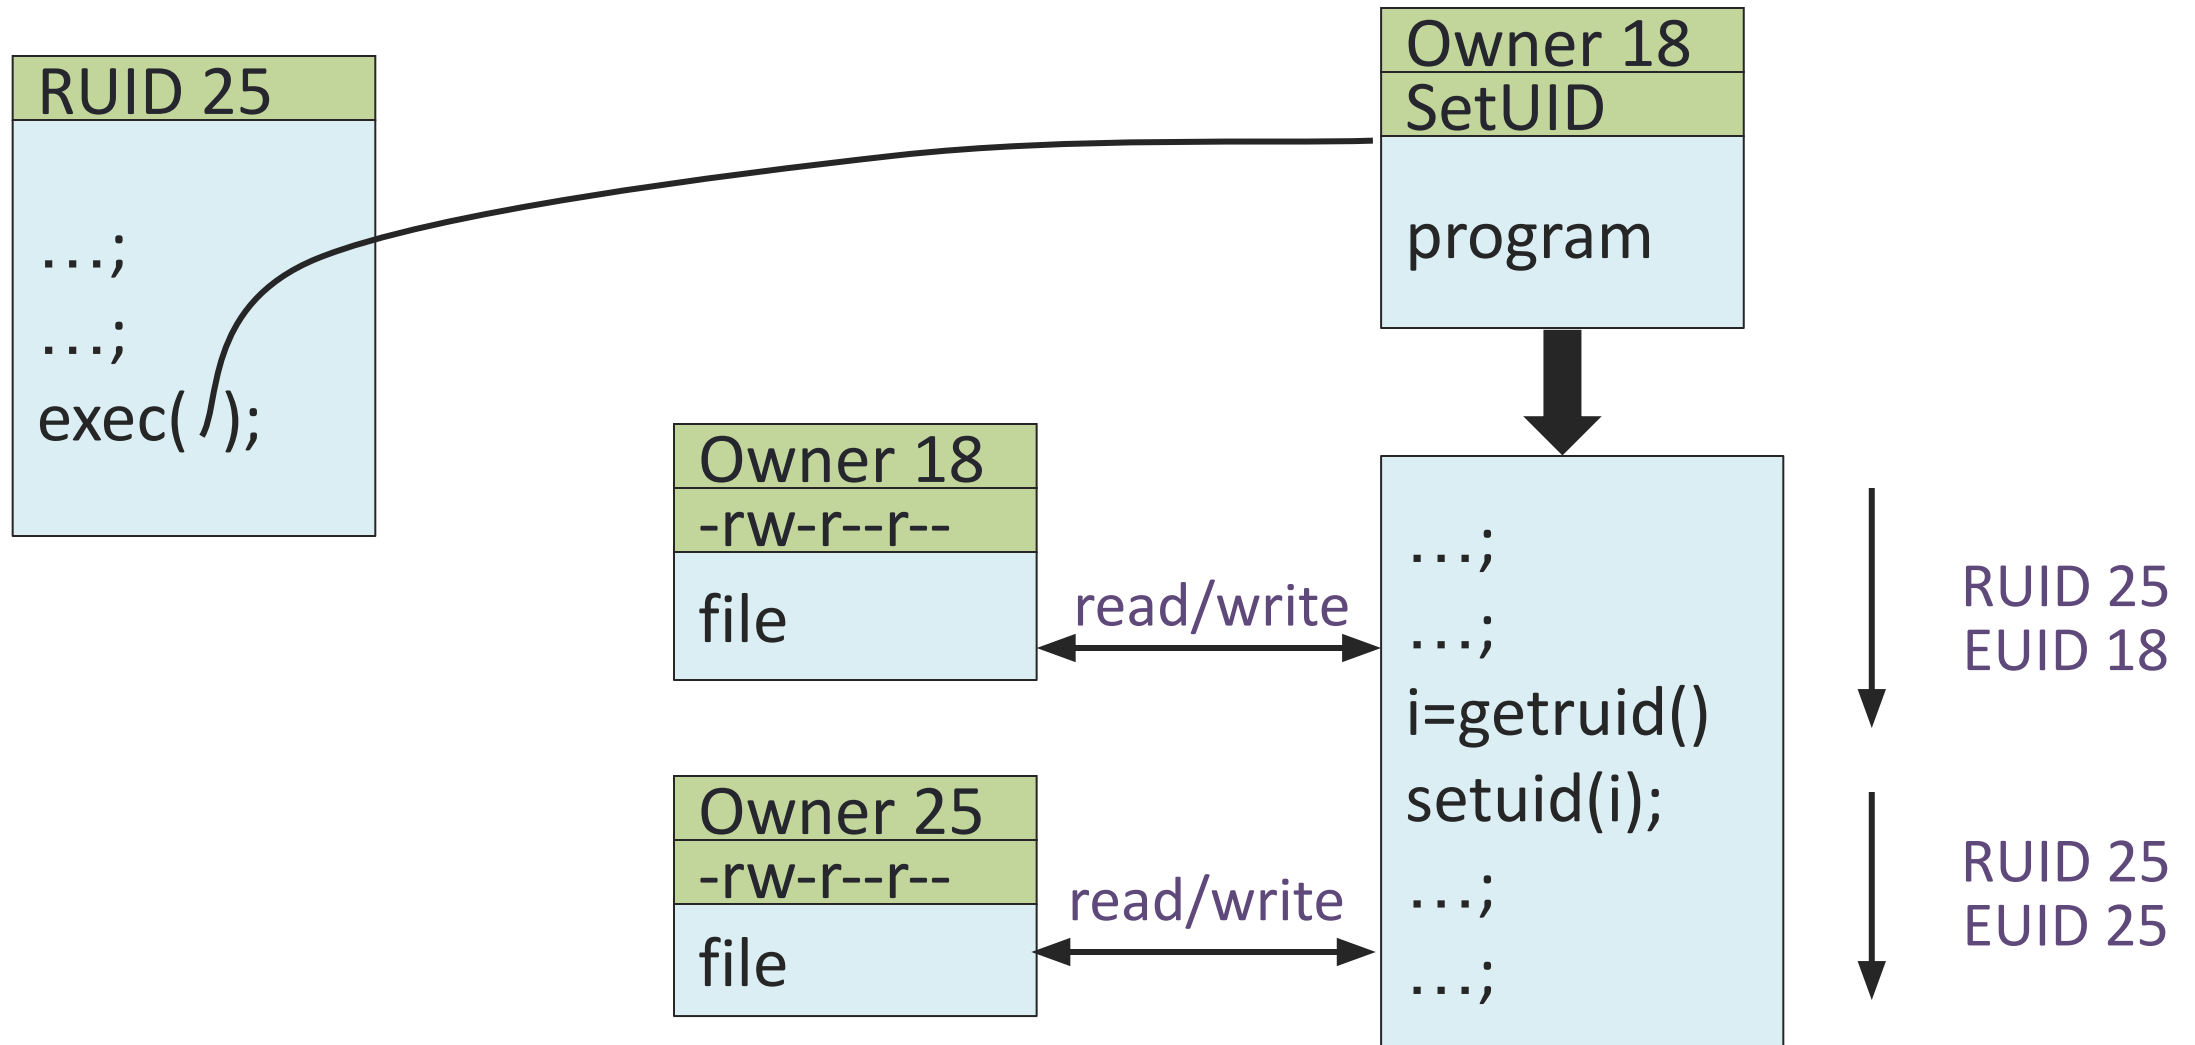 RUID 25
…;
…;
exec( );
Owner 18
SetUID
program
Owner 18
-rw-r--r--
file
read/write
Owner 25
-rw-r--r--
file
read/write
…;
…;
i=getruid()
setuid(i);
…;
…;
RUID 25
EUID 18
RUID 25
EUID 25